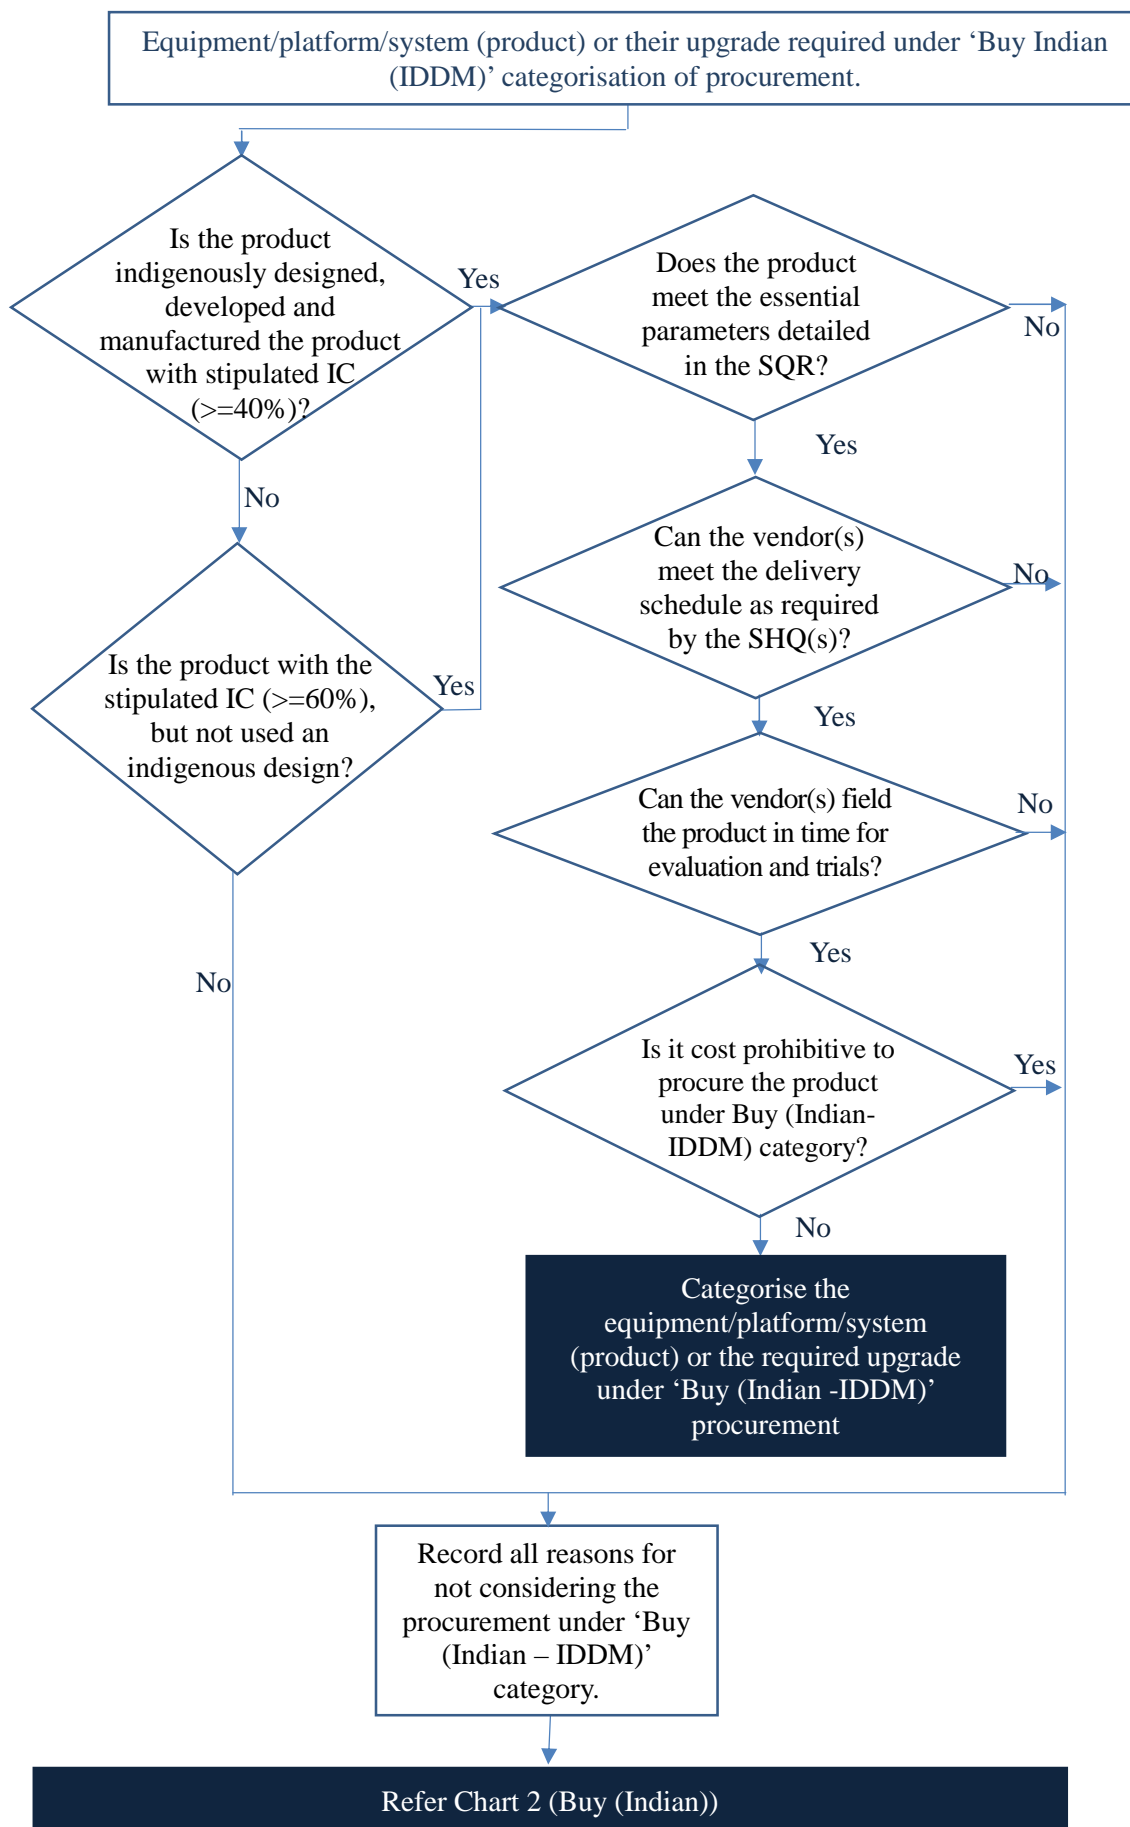 Equipment/platform/system (product) or their upgrade required under ‘Buy Indian
(IDDM)’ categorisation of procurement.
Is the product
indigenously designed,
developed and
manufactured the product
with stipulated IC
(>=40%)?
Yes
No
Does the product
meet the essential
parameters detailed
in the SQR?
No
Yes
Can the vendor(s)
meet the delivery
schedule as required
by the SHQ(s)?
No
Yes
Is the product with the
stipulated IC (>=60%),
but not used an
indigenous design?
Yes
No
Can the vendor(s) field
the product in time for
evaluation and trials?
No
Yes
Is it cost prohibitive to
procure the product
under Buy (Indian-
IDDM) category?
Yes
No
Categorise the
equipment/platform/system
(product) or the required upgrade
under ‘Buy (Indian -IDDM)’
procurement
Record all reasons for
not considering the
procurement under ‘Buy
(Indian – IDDM)’
category.
Refer Chart 2 (Buy (Indian))